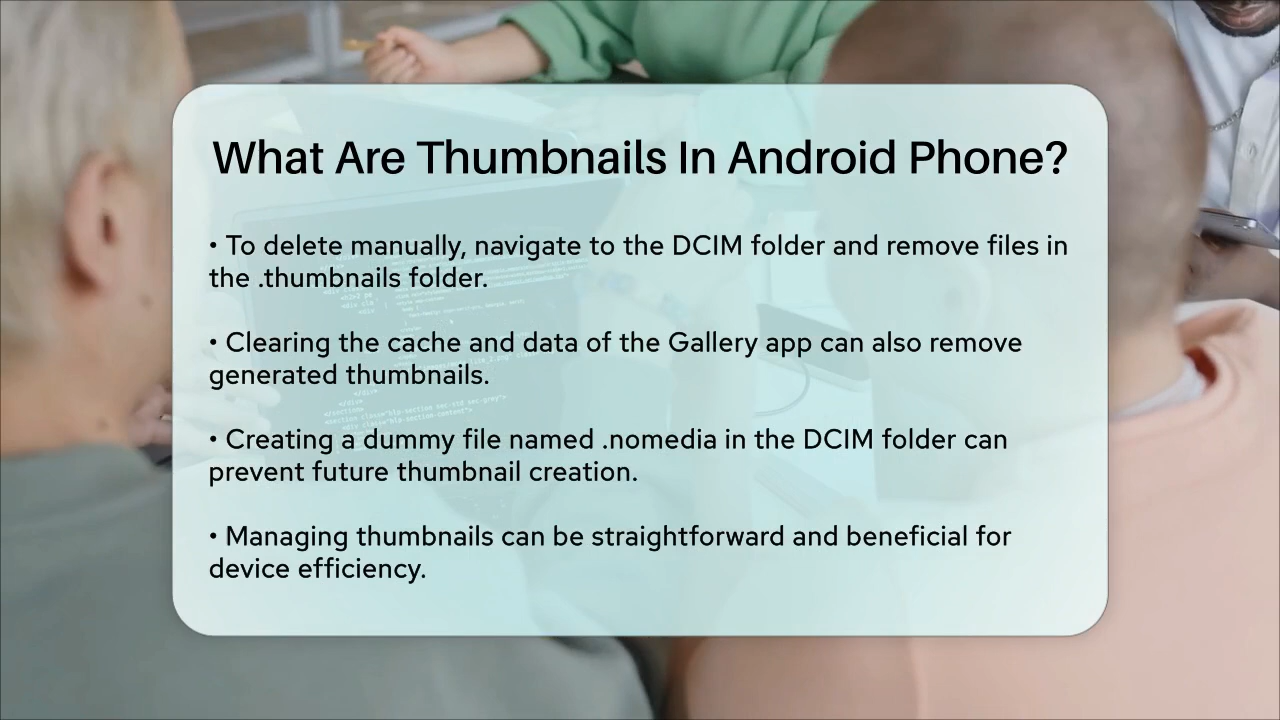 What Are Thumbnails In Android Phone?
• To delete manually, navigate to the DCIM folder and remove files in
the .thumbnails folder.
• Clearing the cache and data of the Gallery app can also remove
generated thumbnails.
• Creating a dummy file named .nomedia in the DCIM folder can
prevent future thumbnail creation.
• Managing thumbnails can be straightforward and beneficial for
device efficiency.